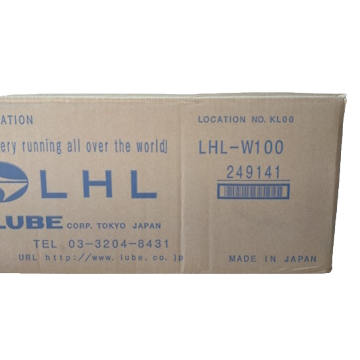 ATION
LOCATION NO. KL00
ery running all over the world)
LHL-W100
LHL
249141
LUBE CORP. TOKYO JAPAN
TEL 03-3204-8431
URL http://www.lube.co.jp
MADE IN JAPAN